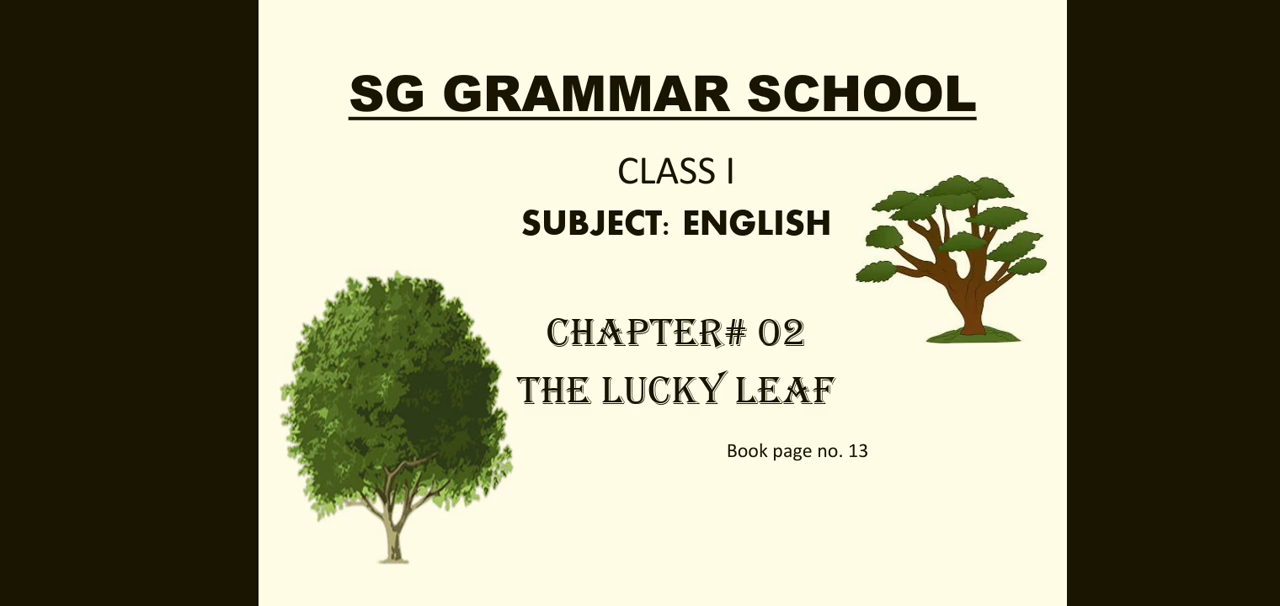 SG GRAMMAR SCHOOL
CLASS I
SUBJECT: ENGLISH
CHAPTER# 02
THE LUCKY LEAF
Book page no. 13